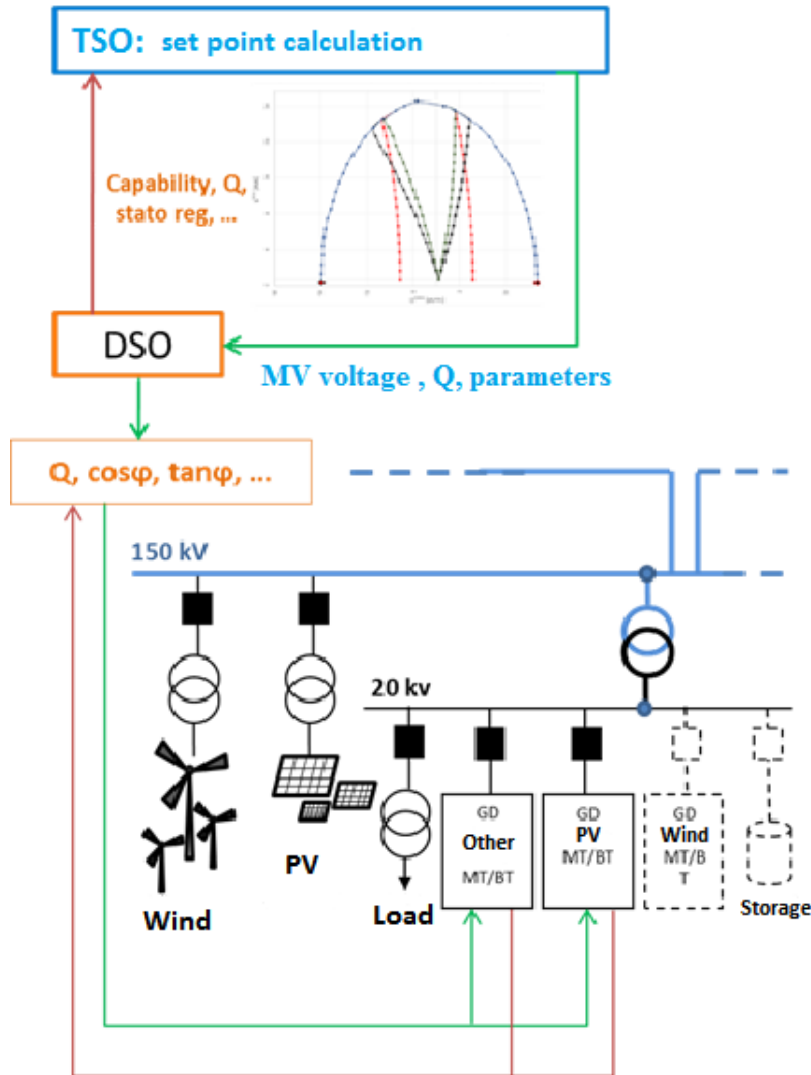 TSO: set point calculation
Capability, Q,
stato reg, ...
DSO
MV voltage , Q, parameters
Q, cosφ, tanφ, ...
150 kV
20 kv
GD
Other
MT/BT
GD
PV
MT/BT
GD
Wind
MT/B
T
Storage
Wind
PV
Load